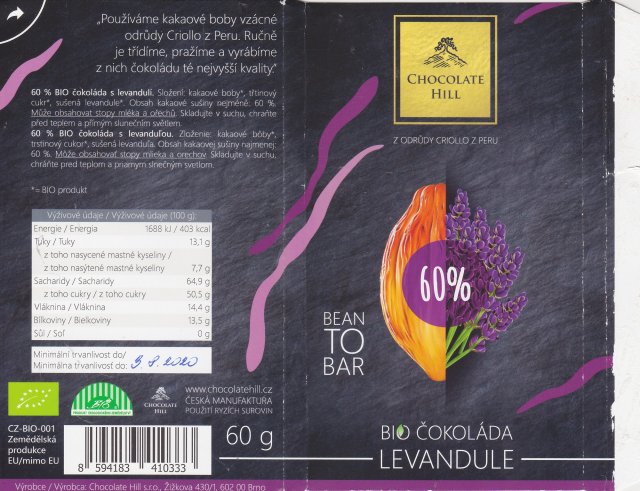 „Používáme kakaové boby vzácné
odrůdy Criollo z Peru. Ručně
je třídíme, pražíme a vyrábíme
z nich čokoládu té nejvyšší kvality.“
60 % BIO čokoláda s levandulí. Složení: kakaové boby*, třtinový
cukr*, sušená levandule*. Obsah kakaové sušiny nejméně: 60 %.
Může obsahovat stopy mléka a ořechů. Skladujte v suchu, chraňte
před teplem a přímým slunečním světlem.
60 % BIO čokoláda s levanduľou. Zloženie: kakaové bôby*,
trstinový cukor*, sušená levanduľa. Obsah kakaovej sušiny najmenej:
60 %. Môže obsahovať stopy mlieka a orechov. Skladujte v suchu,
chráňte pred teplom a priamym slnečným svetlom.
*= BIO produkt
Výživové údaje / Výživové údaje (100 g):
Energie / Energia 1688 kJ / 403 kcal
Tuky / Tuky 13,1 g
z toho nasycené mastné kyseliny /
z toho nasýtené mastné kyseliny 7,7 g
Sacharidy / Sacharidy 64,9 g
z toho cukry / z toho cukry 50,5 g
Vláknina / Vláknina 14,4 g
Bílkoviny / Bielkoviny 13,5 g
Sůl / Soľ 0 g
Minimální trvanlivost do/
Minimálna trvanlivosť do: 9.8.2020
BIO
PRODUKT EKOLOGICKÉHO ZEMĚDĚLSTVÍ
CHOCOLATE
HILL
www.chocolatehill.cz
ČESKÁ MANUFAKTURA
POUŽITÍ RYZÍCH SUROVIN
CZ-BIO-001
Zemědělská
produkce
EU/mimo EU
8 594183 410333
60 g
Výrobce / Výrobca: Chocolate Hill s.r.o., Žižkova 430/1, 602 00 Brno
CHOCOLATE
HILL
Z ODRŮDY CRIOLLO Z PERU
60%
BEAN
TO
BAR
BIO ČOKOLÁDA
LEVANDULE